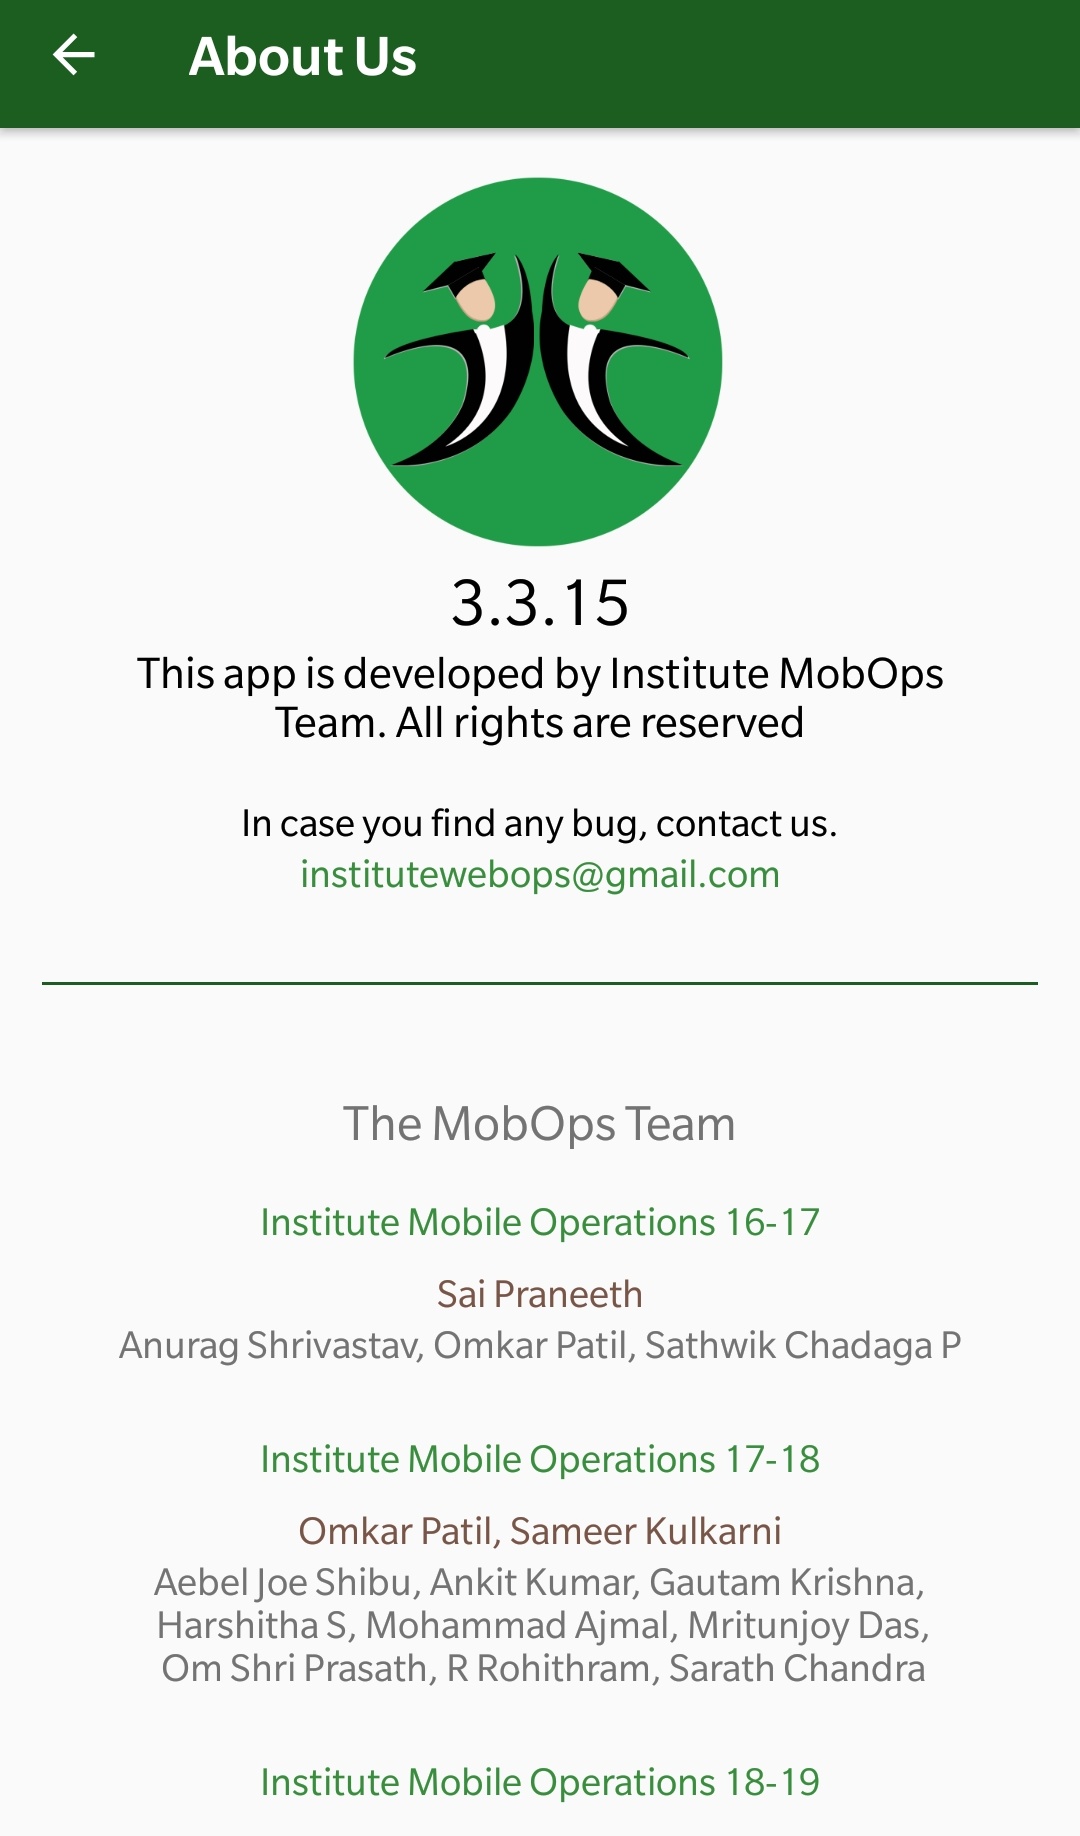 About Us
3.3.15
This app is developed by Institute MobOps
Team. All rights are reserved
In case you find any bug, contact us.
institutewebops@gmail.com
The MobOps Team
Institute Mobile Operations 16-17
Sai Praneeth
Anurag Shrivastav, Omkar Patil, Sathwik Chadaga P
Institute Mobile Operations 17-18
Omkar Patil, Sameer Kulkarni
Aebel Joe Shibu, Ankit Kumar, Gautam Krishna,
Harshitha S, Mohammad Ajmal, Mritunjoy Das,
Om Shri Prasath, R Rohithram, Sarath Chandra
Institute Mobile Operations 18-19